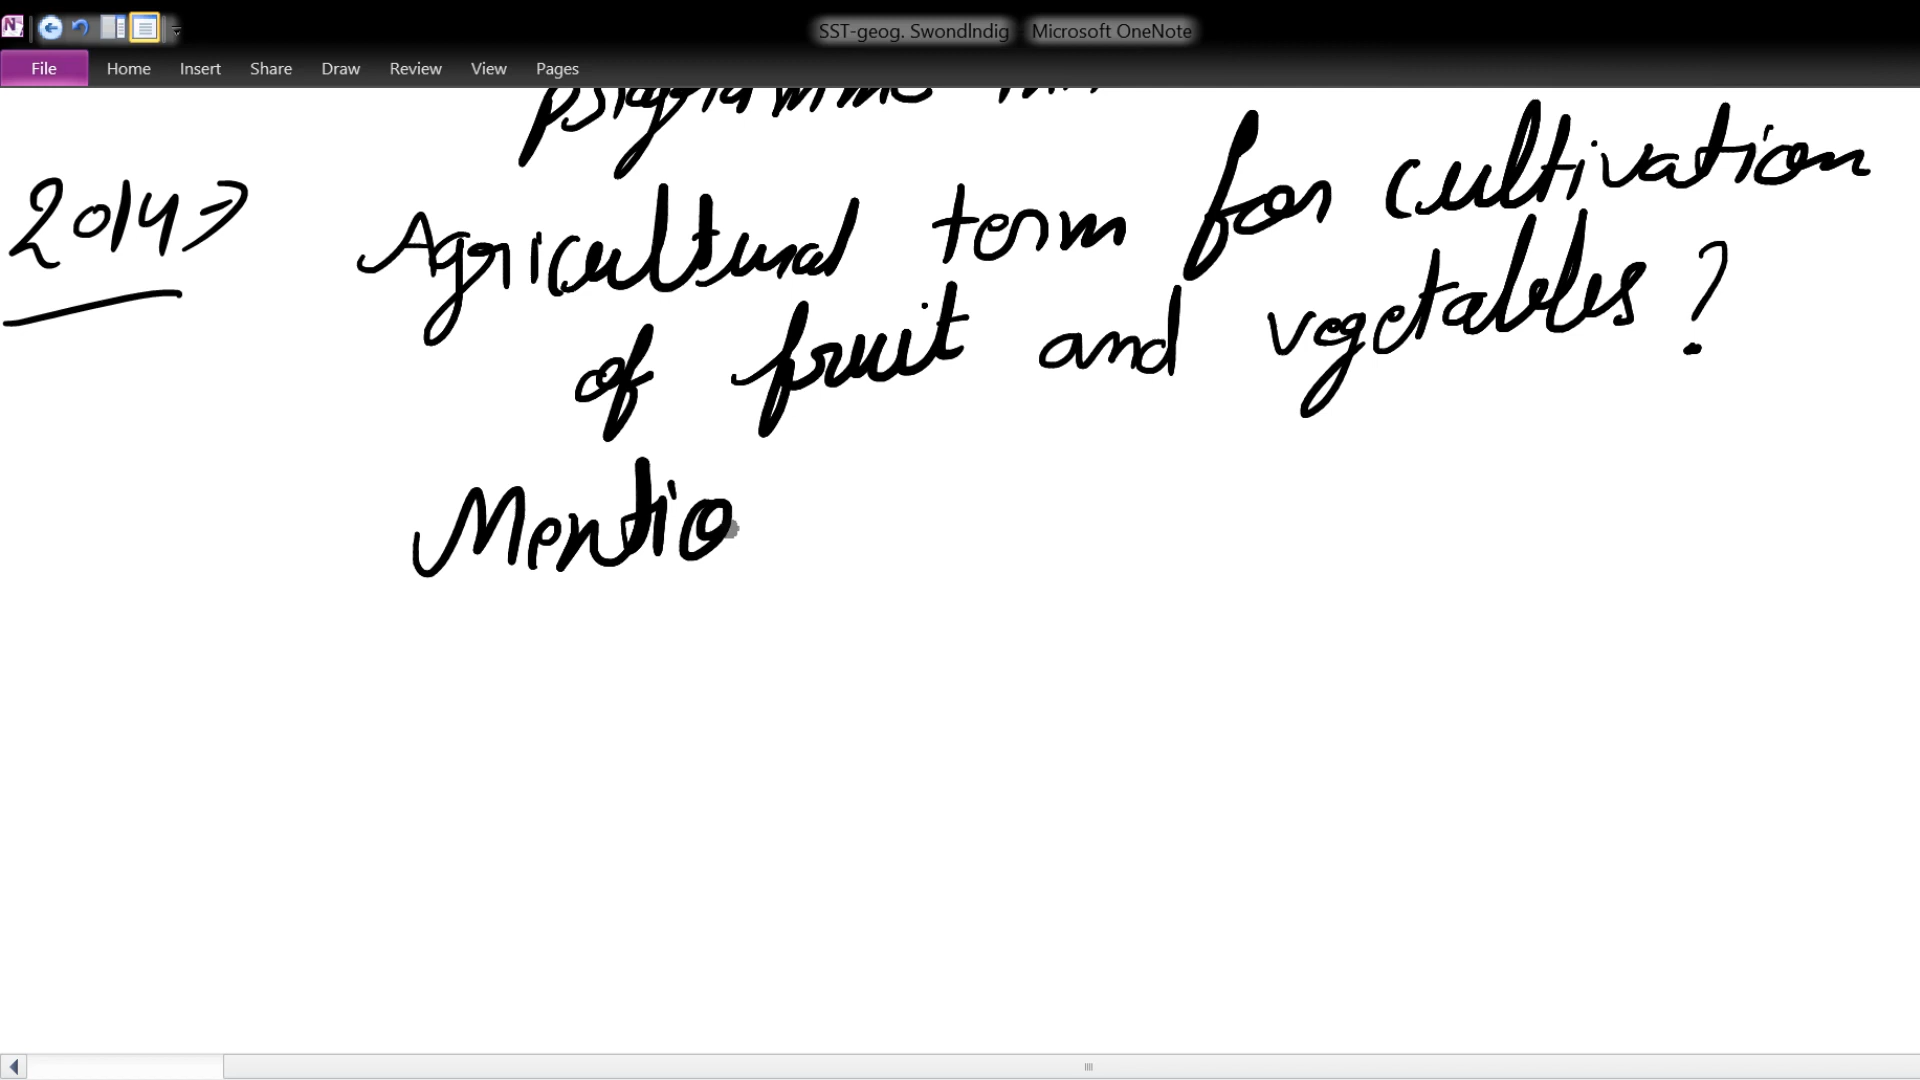 SST-geog. SwondIndig - Microsoft OneNote
File Home Insert Share Draw Review View Pages
2014 → Agricultural term for cultivation
of fruit and vegetables?
Mentio